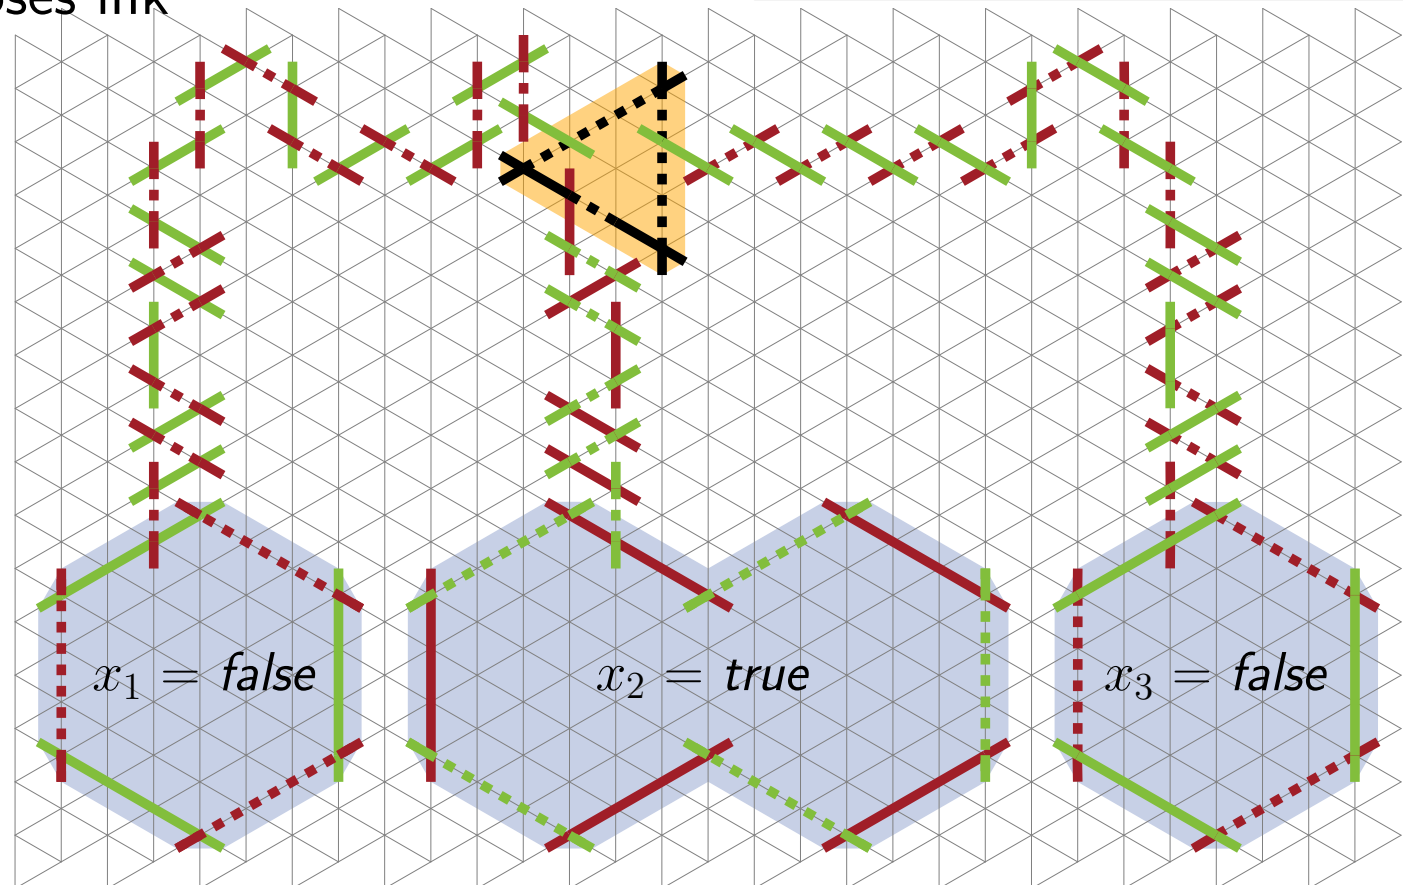 x₁ = false
x₂ = true
x₃ = false